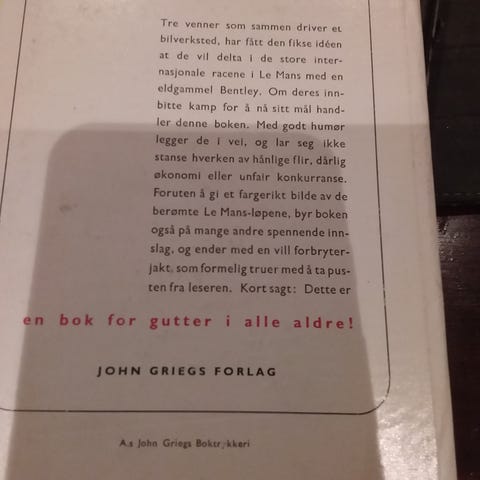 Tre venner som sammen driver et
bilverksted, har fått den fikse idéen
at de vil delta i de store inter-
nasjonale racene i Le Mans med en
eldgammel Bentley. Om deres inn-
bitte kamp for å nå sitt mål hand-
ler denne boken. Med godt humør
legger de i vei, og lar seg ikke
stanse hverken av hånlige flir, dårlig
økonomi eller unfair konkurranse.
Foruten å gi et fargerikt bilde av de
berømte Le Mans-løpene, byr boken
også på mange andre spennende inn-
slag, og ender med en vill forbryter-
jakt, som formelig truer med å ta pus-
ten fra leseren. Kort sagt: Dette er
en bok for gutter i alle aldre!
JOHN GRIEGS FORLAG
A.s John Griegs Boktrykkeri